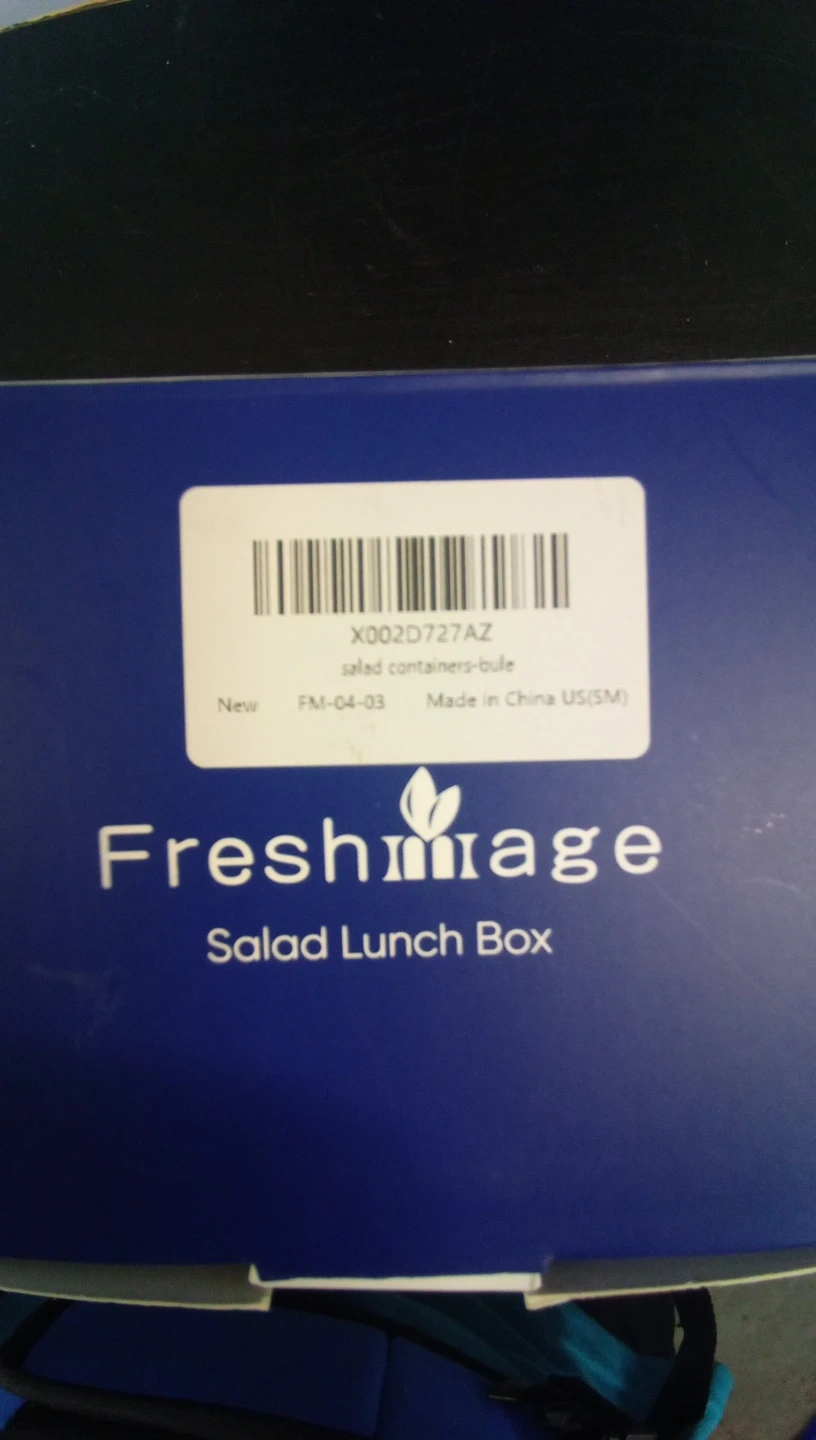 X002D727AZ
salad containers-bule
New FM-04-03 Made in China US(SM)
Freshmage
Salad Lunch Box